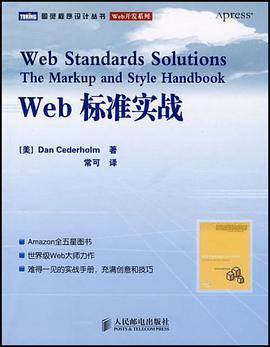 TURING 图灵程序设计丛书 Web开发系列
Apress
Web Standards Solutions
The Markup and Style Handbook
Web 标准实战
[美] Dan Cederholm 著
常可 译
Amazon全五星图书
世界级Web大师力作
难得一见的实战手册，充满创意和技巧
人民邮电出版社
POSTS & TELECOM PRESS